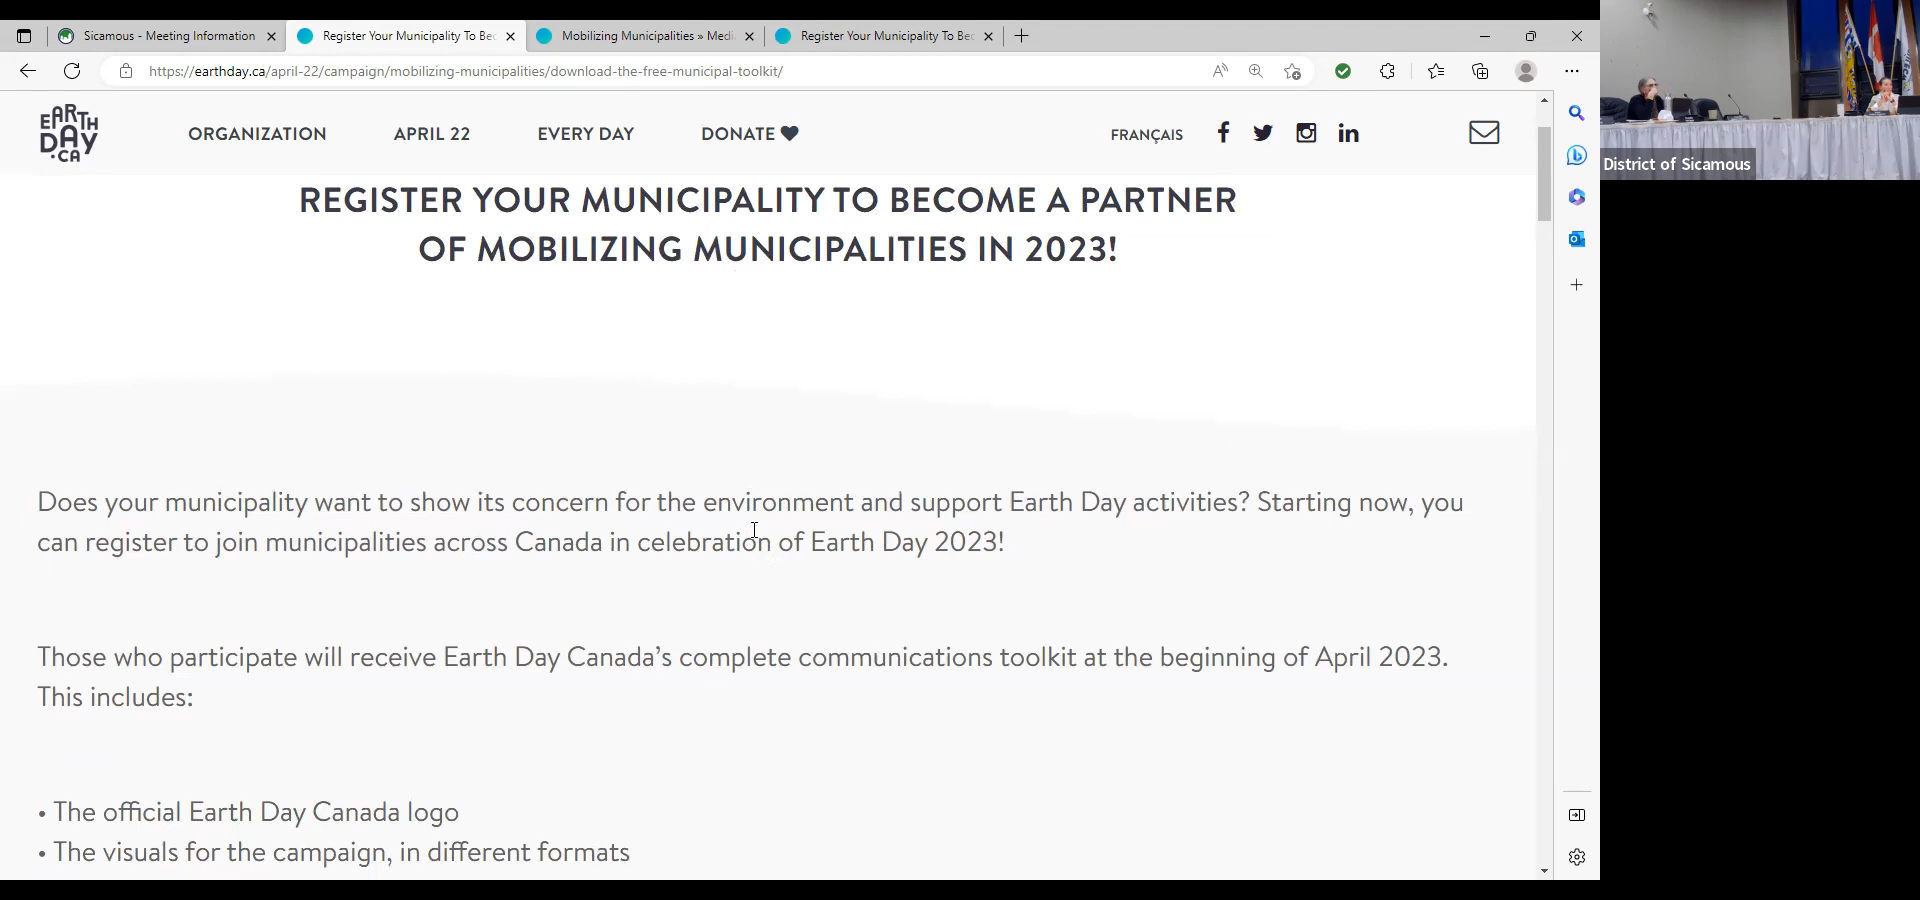 Sicamous - Meeting Information
Register Your Municipality To Bec
Mobilizing Municipalities » Medi
Register Your Municipality To Bec
https://earthday.ca/april-22/campaign/mobilizing-municipalities/download-the-free-municipal-toolkit/
EARTH
DAY
.CA
ORGANIZATION
APRIL 22
EVERY DAY
DONATE
FRANÇAIS
District of Sicamous
REGISTER YOUR MUNICIPALITY TO BECOME A PARTNER
OF MOBILIZING MUNICIPALITIES IN 2023!
Does your municipality want to show its concern for the environment and support Earth Day activities? Starting now, you
can register to join municipalities across Canada in celebration of Earth Day 2023!
Those who participate will receive Earth Day Canada's complete communications toolkit at the beginning of April 2023.
This includes:
• The official Earth Day Canada logo
• The visuals for the campaign, in different formats